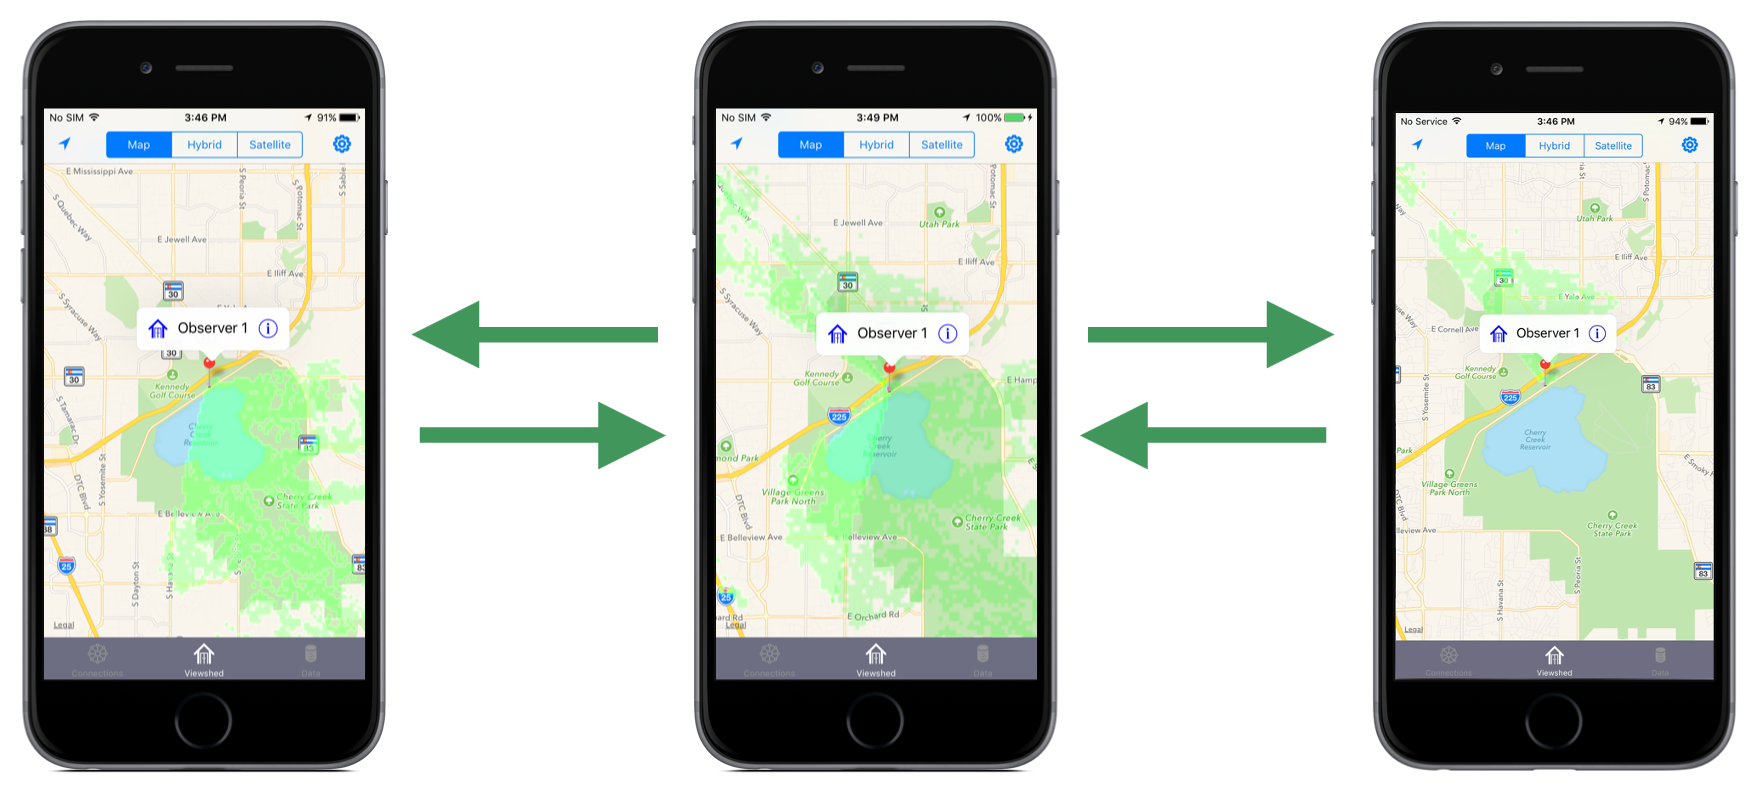 No SIM 3:46 PM 91%
Map Hybrid Satellite
E Mississippi Ave
S Quebec Way
S Peoria St
S Potomac St
S Sable
E Jewell Ave
E Iliff Ave
30
S Syracuse Way
Observer 1
30
30
Kennedy
Golf Course
S Tamarac Dr
Cherry
Creek
Reservoir
83
DTC Blvd
S Yosemite St
Cherry Creek
State Park
E Belleview Ave
88
25
S Dayton St
S Havana St
83
Legal
Connections Viewshed Data
No SIM 3:49 PM 100%
Map Hybrid Satellite
S Potomac St
Utah Park
E Jewell Ave
E Iliff Ave
30
S Syracuse Way
Observer 1
Kennedy
Golf Course
E Hamp
225
Cherry
Creek
Reservoir
mond Park
Village Greens
Park North
DTC Blvd
Cherry Creek
State Park
E Belleview Ave
elleview Ave
25
E Orchard Rd
ard Rd
Legal
Connections Viewshed Data
No Service 3:46 PM 94%
Map Hybrid Satellite
ia St
S Potomac
Utah Park
Way
E Iliff Ave
30
E Yale Ave
se Way
E Cornell Ave
Observer 1
Kennedy
Golf Course
S Yosemite St
83
225
Cherry
Creek
Reservoir
Park
E Smoky
Village Greens
Park North
DTC Blvd
Cherry Creek
State Park
lleview Ave
S Havana St
S Peoria St
83
Legal
Connections Viewshed Data